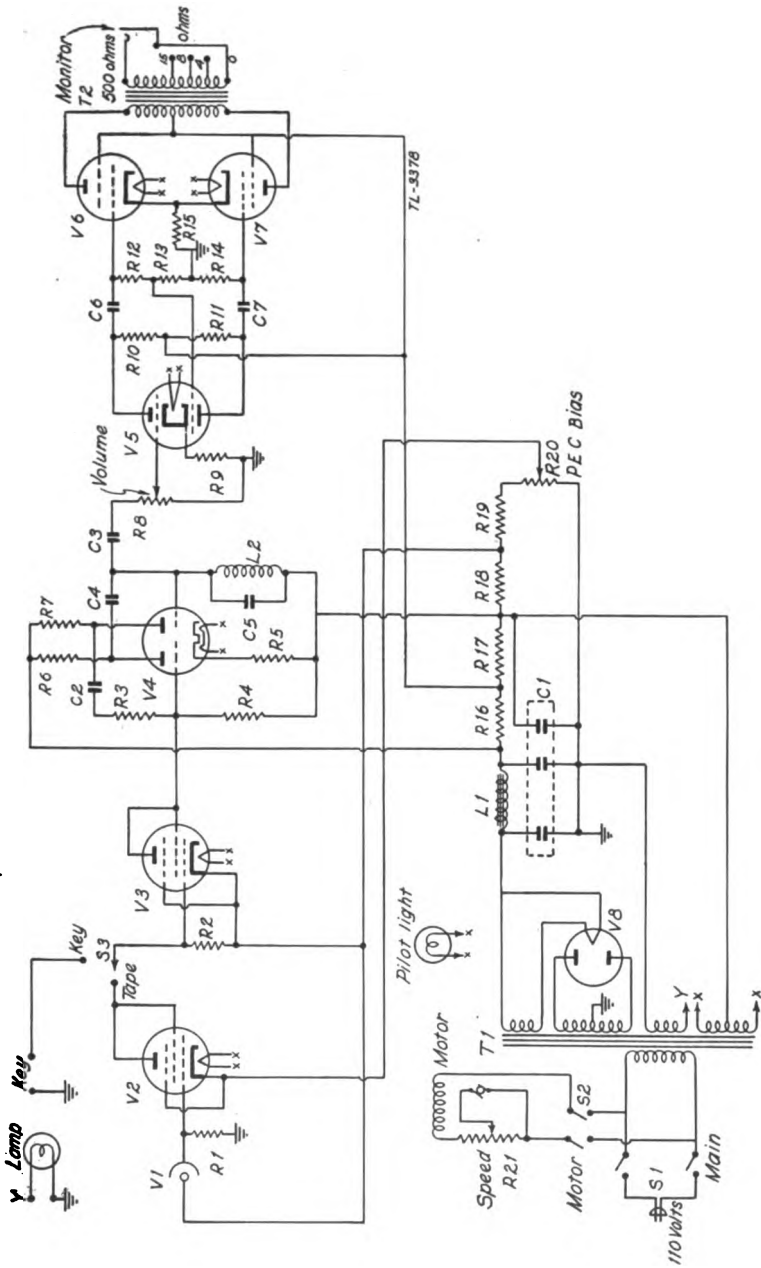 Monitor
T2
500 ohms
ohms
15
8
4
0
V6
V7
R15
R12
R13
R14
C6
C7
R10
R11
TL-3378
V5
Volume
R8
R9
C3
C4
L2
C5
R7
R6
C2
R3
V4
R5
R4
V3
R2
S3
Key
Tape
V2
V1
R1
Key
Y Lamp
R20
PEC Bias
R19
R18
R17
R16
C1
L1
Pilot light
x x
V8
T1
Y
x
x
Motor
Speed
R21
S2
Motor
S1
Main
110 Volts
x x
x x
x x
x x
x x
x x